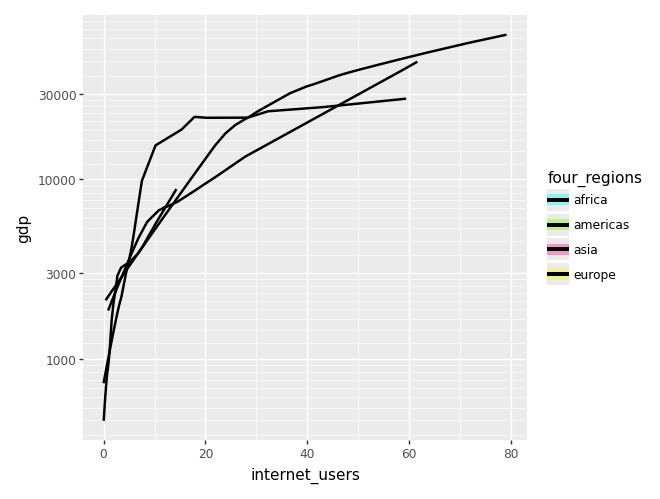 30000
10000
3000
1000
gdp
0
20
40
60
80
internet_users
four_regions
africa
americas
asia
europe